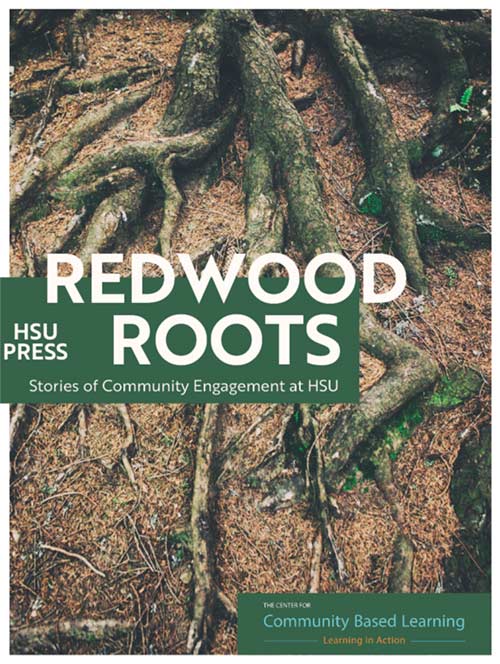 REDWOOD
ROOTS
HSU
PRESS
Stories of Community Engagement at HSU
THE CENTER FOR
Community Based Learning
Learning in Action